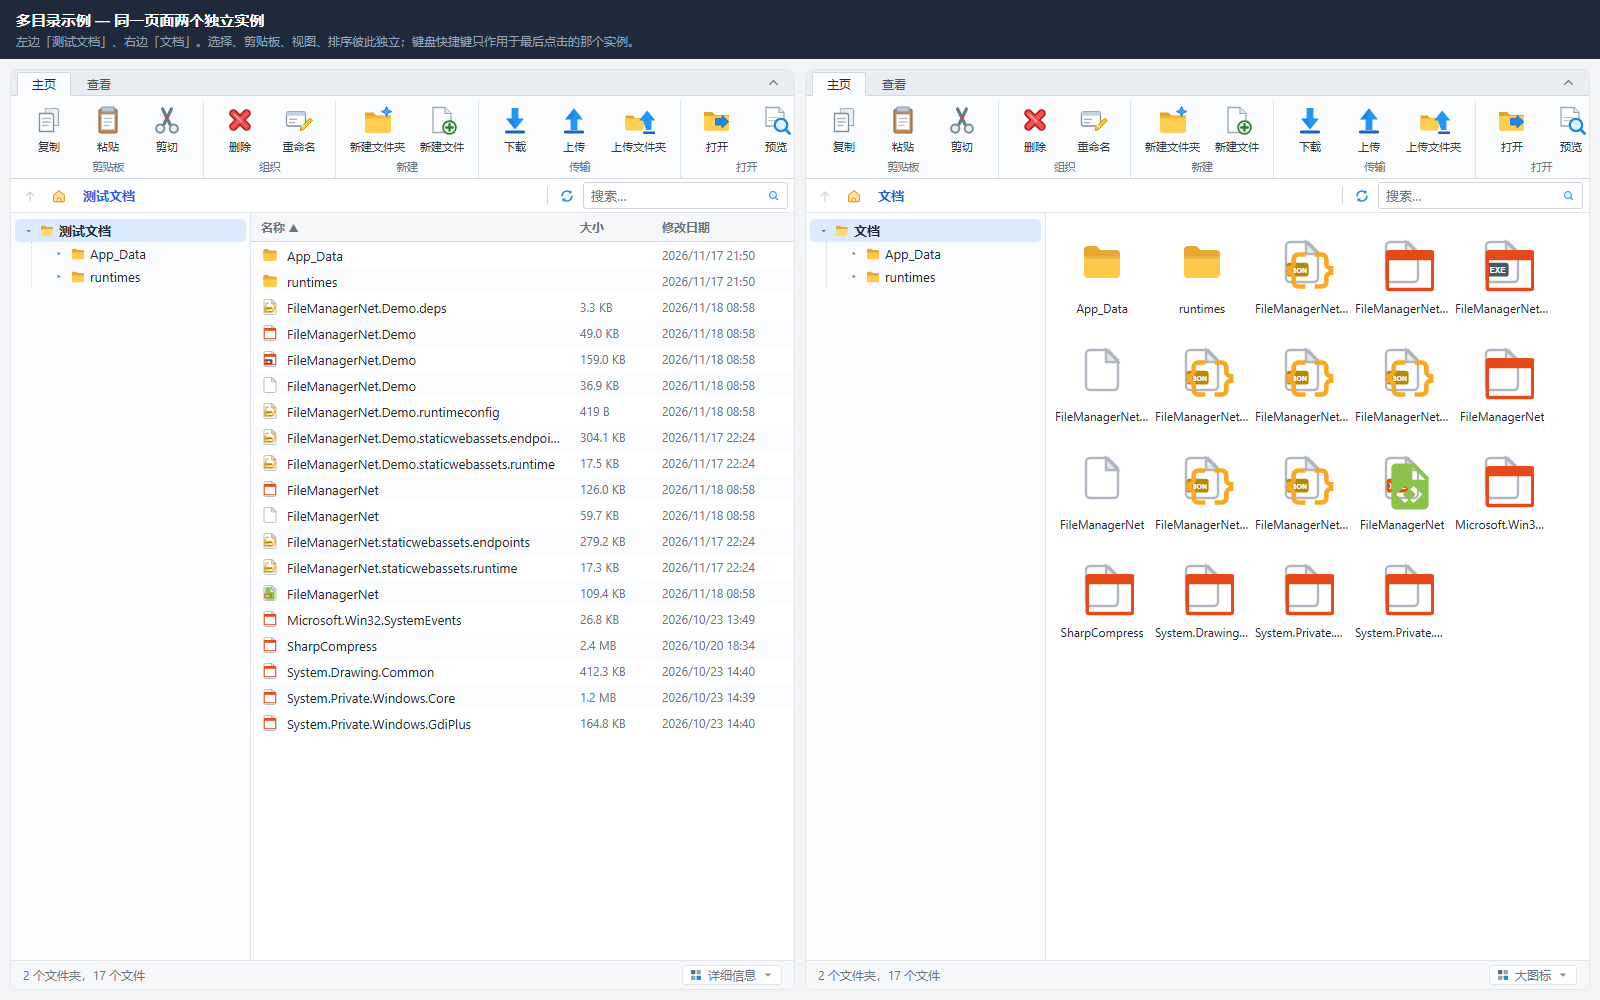 多目录示例 — 同一页面两个独立实例
左边「测试文档」、右边「文档」。选择、剪贴板、视图、排序彼此独立；键盘快捷键只作用于最后点击的那个实例。
主页 查看
复制 粘贴 剪切 删除 重命名 新建文件夹 新建文件 下载 上传 上传文件夹 打开 预览
剪贴板 组织 新建 传输 打开
测试文档 搜索...
测试文档
App_Data
runtimes
名称 大小 修改日期
App_Data 2026/11/17 21:50
runtimes 2026/11/17 21:50
FileManagerNet.Demo.deps 3.3 KB 2026/11/18 08:58
FileManagerNet.Demo 49.0 KB 2026/11/18 08:58
FileManagerNet.Demo 159.0 KB 2026/11/18 08:58
FileManagerNet.Demo 36.9 KB 2026/11/18 08:58
FileManagerNet.Demo.runtimeconfig 419 B 2026/11/18 08:58
FileManagerNet.Demo.staticwebassets.endpoi... 304.1 KB 2026/11/17 22:24
FileManagerNet.Demo.staticwebassets.runtime 17.5 KB 2026/11/17 22:24
FileManagerNet 126.0 KB 2026/11/18 08:58
FileManagerNet 59.7 KB 2026/11/18 08:58
FileManagerNet.staticwebassets.endpoints 279.2 KB 2026/11/17 22:24
FileManagerNet.staticwebassets.runtime 17.3 KB 2026/11/17 22:24
FileManagerNet 109.4 KB 2026/11/18 08:58
Microsoft.Win32.SystemEvents 26.8 KB 2026/10/23 13:49
SharpCompress 2.4 MB 2026/10/20 18:34
System.Drawing.Common 412.3 KB 2026/10/23 14:40
System.Private.Windows.Core 1.2 MB 2026/10/23 14:39
System.Private.Windows.GdiPlus 164.8 KB 2026/10/23 14:40
2 个文件夹，17 个文件 详细信息
主页 查看
复制 粘贴 剪切 删除 重命名 新建文件夹 新建文件 下载 上传 上传文件夹 打开 预览
剪贴板 组织 新建 传输 打开
文档 搜索...
文档
App_Data
runtimes
JSON EXE
App_Data runtimes FileManagerNet... FileManagerNet... FileManagerNet...
JSON JSON JSON
FileManagerNet... FileManagerNet... FileManagerNet... FileManagerNet... FileManagerNet
JSON JSON
FileManagerNet FileManagerNet... FileManagerNet... FileManagerNet Microsoft.Win3...
SharpCompress System.Drawing... System.Private.... System.Private....
2 个文件夹，17 个文件 大图标